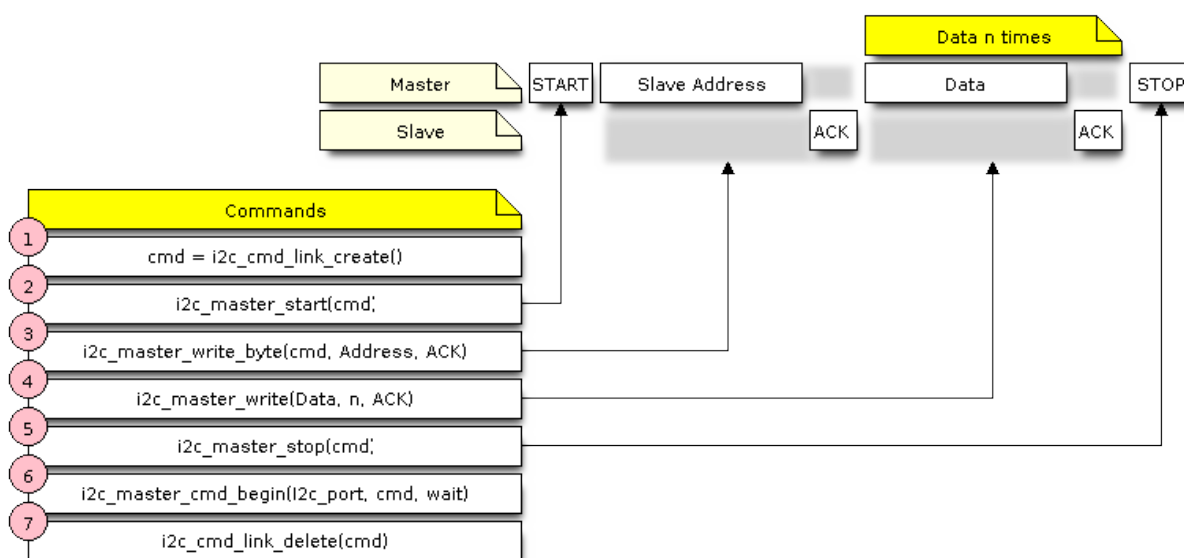 Data n times
Master START Slave Address Data STOP
Slave ACK ACK
Commands
1
cmd = i2c_cmd_link_create()
2
i2c_master_start(cmd;
3
i2c_master_write_byte(cmd, Address, ACK)
4
i2c_master_write(Data, n, ACK)
5
i2c_master_stop(cmd;
6
i2c_master_cmd_begin(I2c_port, cmd, wait)
7
i2c_cmd_link_delete(cmd)